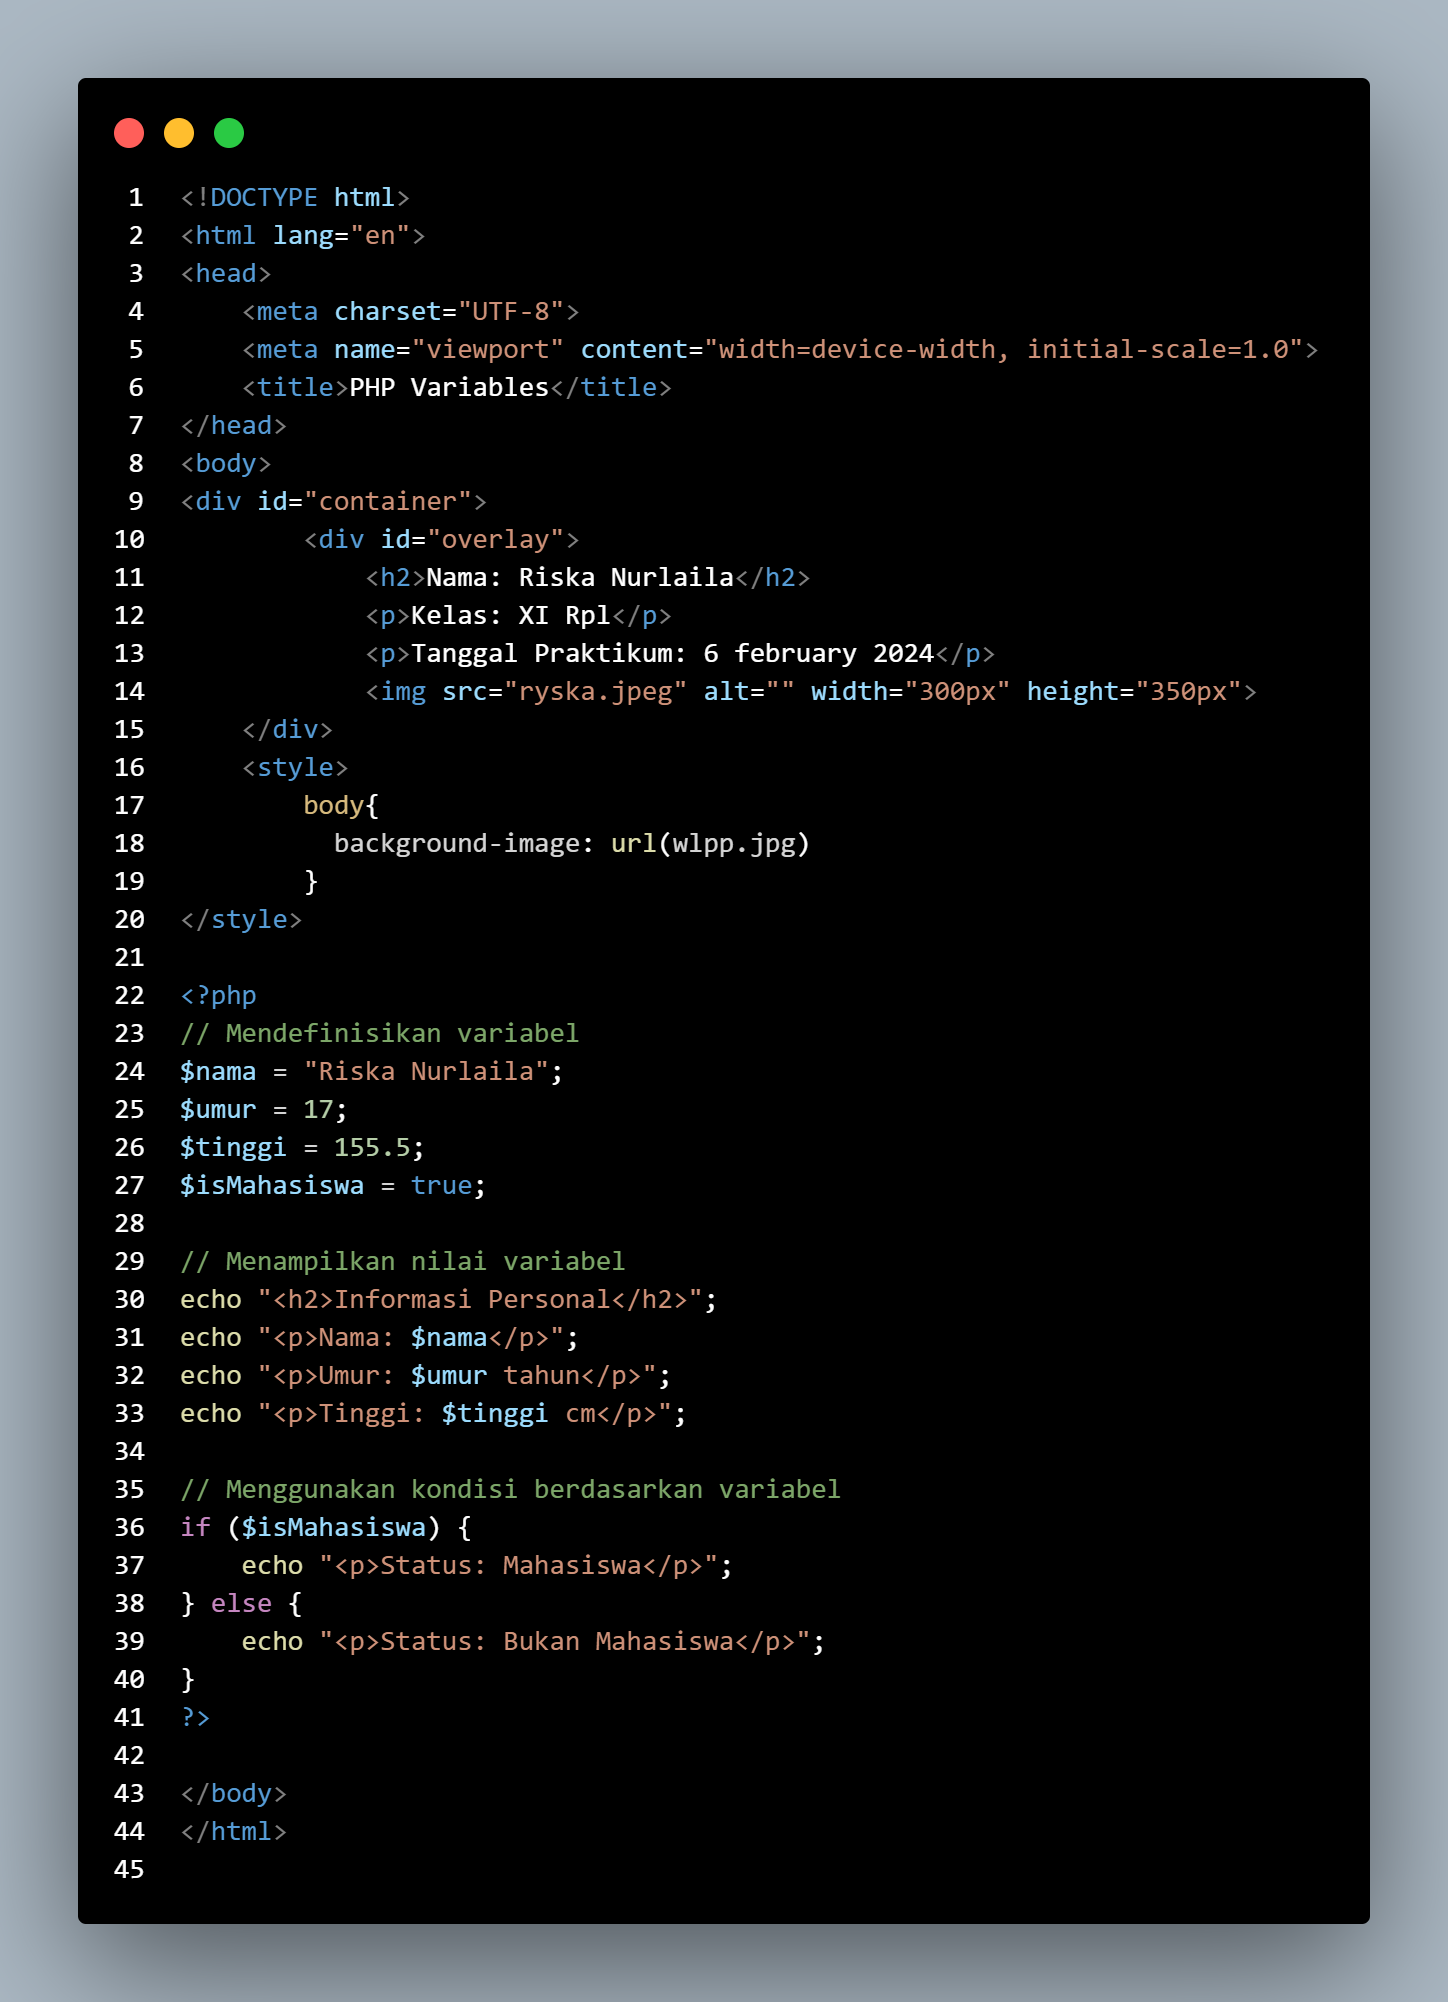 1 <!DOCTYPE html>
2 <html lang="en">
3 <head>
4     <meta charset="UTF-8">
5     <meta name="viewport" content="width=device-width, initial-scale=1.0">
6     <title>PHP Variables</title>
7 </head>
8 <body>
9 <div id="container">
10         <div id="overlay">
11             <h2>Nama: Riska Nurlaila</h2>
12             <p>Kelas: XI Rpl</p>
13             <p>Tanggal Praktikum: 6 february 2024</p>
14             <img src="ryska.jpeg" alt="" width="300px" height="350px">
15     </div>
16     <style>
17         body{
18           background-image: url(wlpp.jpg)
19         }
20 </style>
21
22 <?php
23 // Mendefinisikan variabel
24 $nama = "Riska Nurlaila";
25 $umur = 17;
26 $tinggi = 155.5;
27 $isMahasiswa = true;
28
29 // Menampilkan nilai variabel
30 echo "<h2>Informasi Personal</h2>";
31 echo "<p>Nama: $nama</p>";
32 echo "<p>Umur: $umur tahun</p>";
33 echo "<p>Tinggi: $tinggi cm</p>";
34
35 // Menggunakan kondisi berdasarkan variabel
36 if ($isMahasiswa) {
37     echo "<p>Status: Mahasiswa</p>";
38 } else {
39     echo "<p>Status: Bukan Mahasiswa</p>";
40 }
41 ?>
42
43 </body>
44 </html>
45